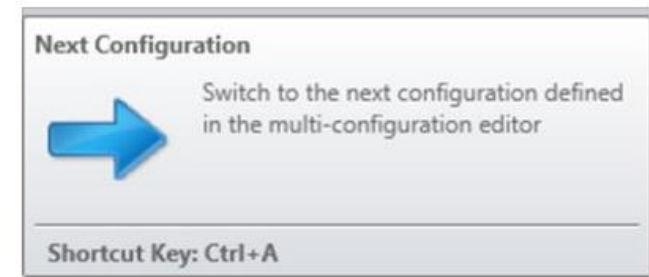 Next Configuration
Switch to the next configuration defined
in the multi-configuration editor
Shortcut Key: Ctrl+A